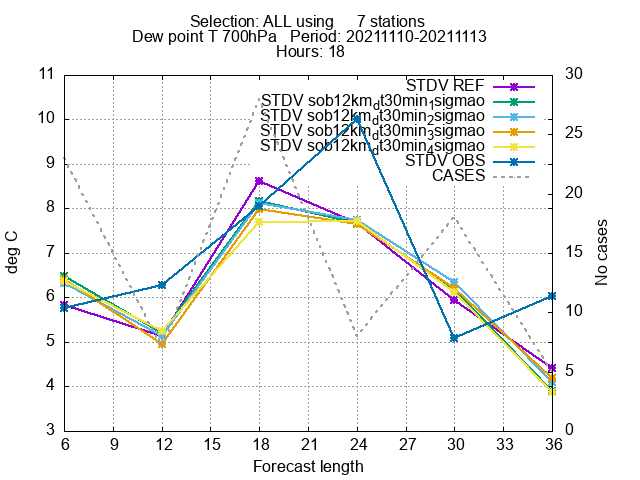 Selection: ALL using 7 stations
Dew point T 700hPa Period: 20211110-20211113
Hours: 18
11
10
9
8
7
6
5
4
3
deg C
30
25
20
15
10
5
0
No cases
STDV REF
STDV sob12km_dt30min_1sigmao
STDV sob12km_dt30min_2sigmao
STDV sob12km_dt30min_3sigmao
STDV sob12km_dt30min_4sigmao
STDV OBS
CASES
6 9 12 15 18 21 24 27 30 33 36
Forecast length